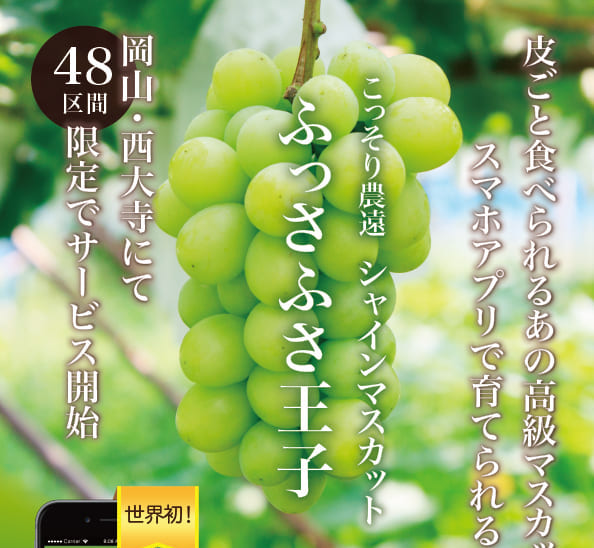 皮ごと食べられるあの高級マスカッ
スマホアプリで育てられる
こっそり農遠 シャインマスカット
ふっさふさ王子
岡山・西大寺にて
48
区間
限定でサービス開始
世界初!
●●●●● Carrier